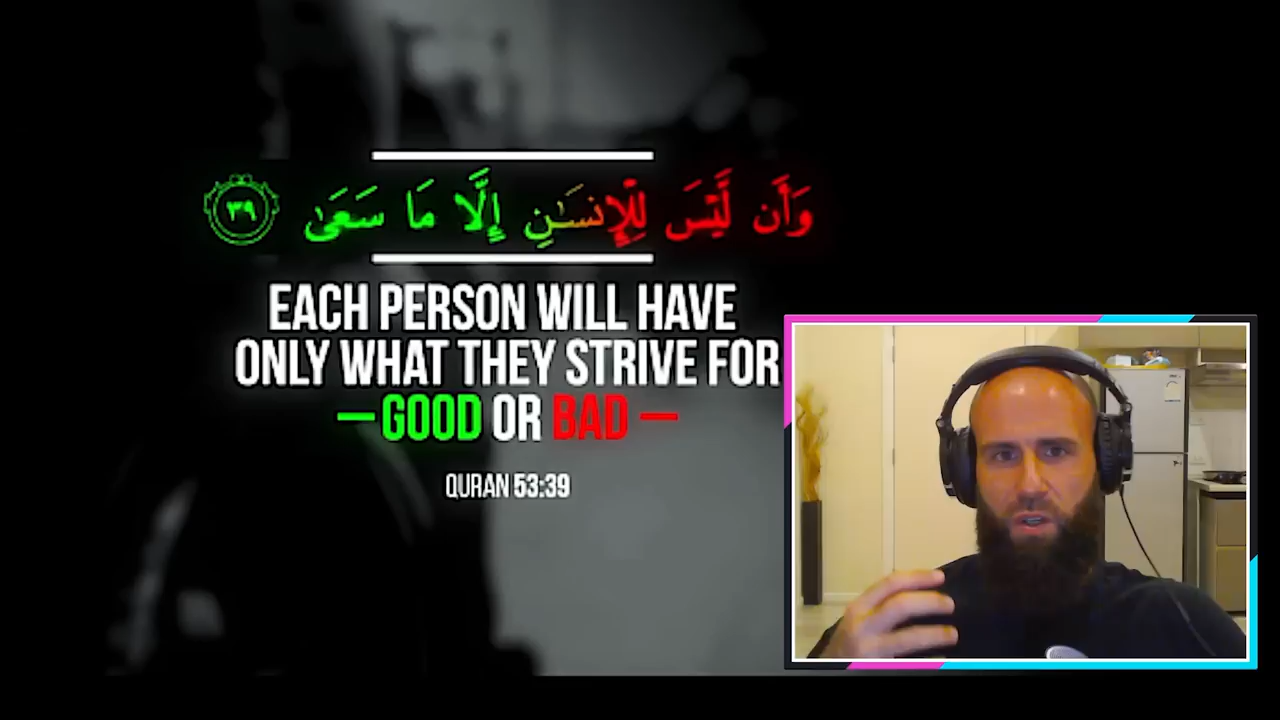 وَأَن لَّيْسَ لِلْإِنسَـٰنِ إِلَّا مَا سَعَىٰ ٣٩
EACH PERSON WILL HAVE
ONLY WHAT THEY STRIVE FOR
—GOOD OR BAD —
QURAN 53:39